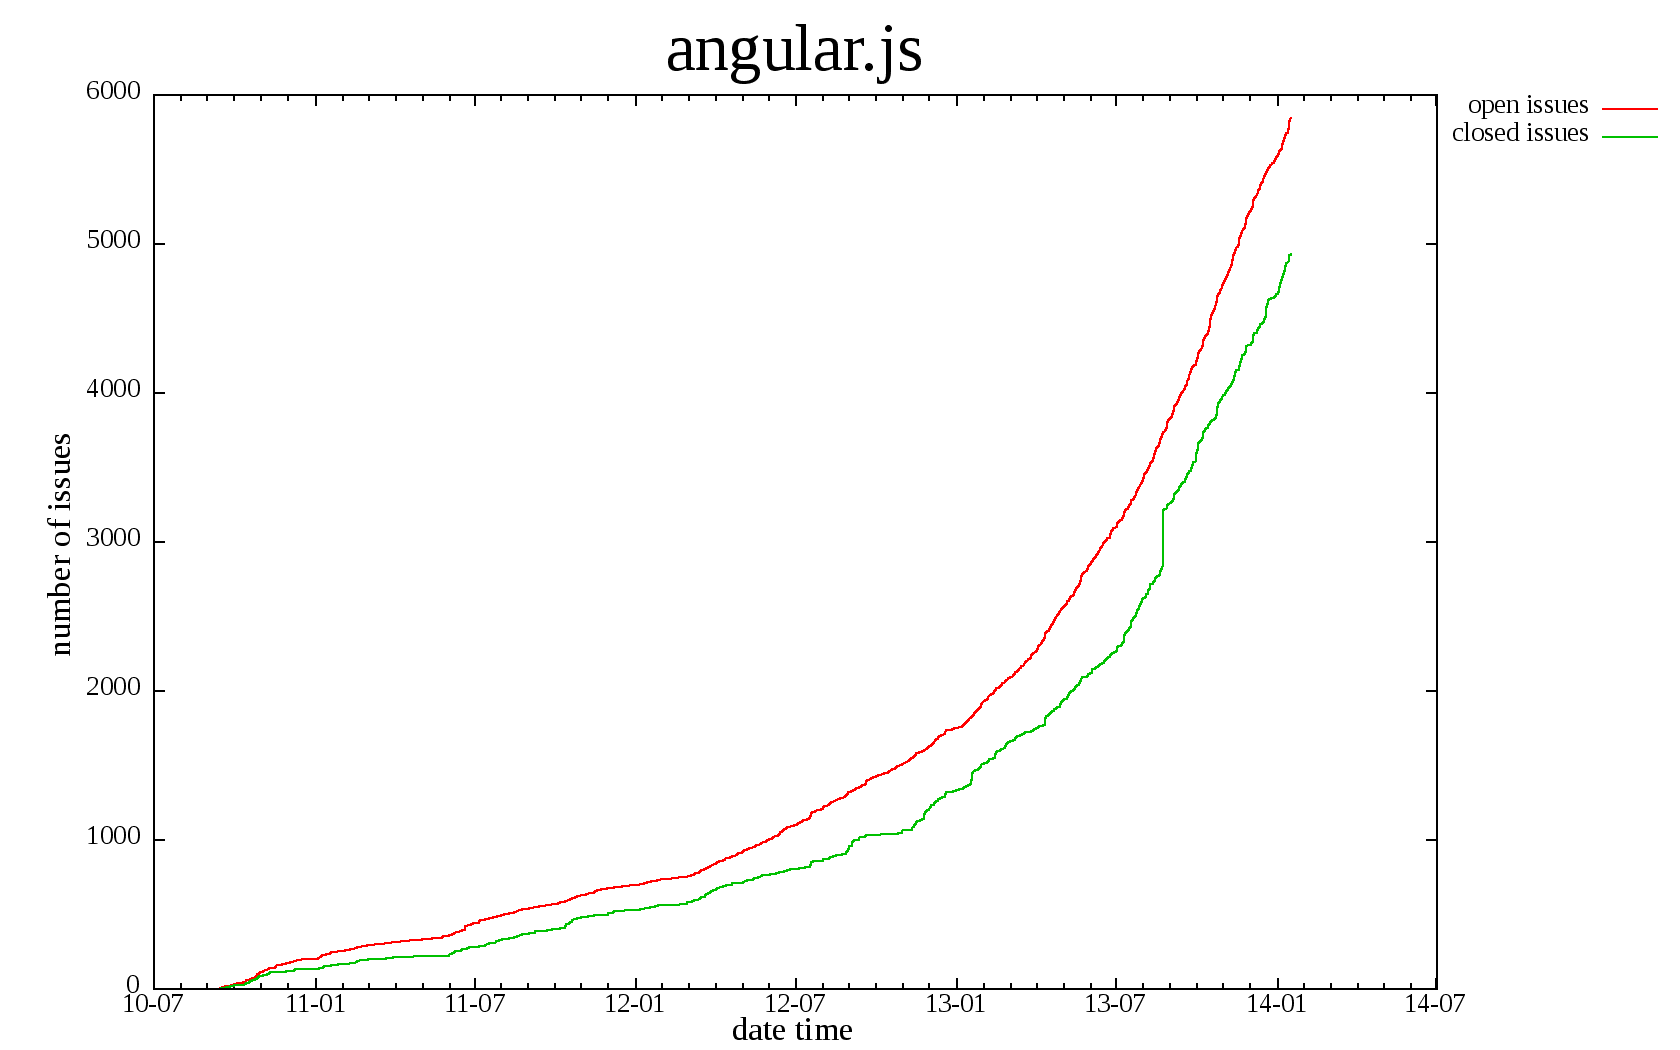 angular.js
open issues
closed issues
6000
5000
4000
3000
2000
1000
0
number of issues
10-07 11-01 11-07 12-01 12-07 13-01 13-07 14-01 14-07
date time